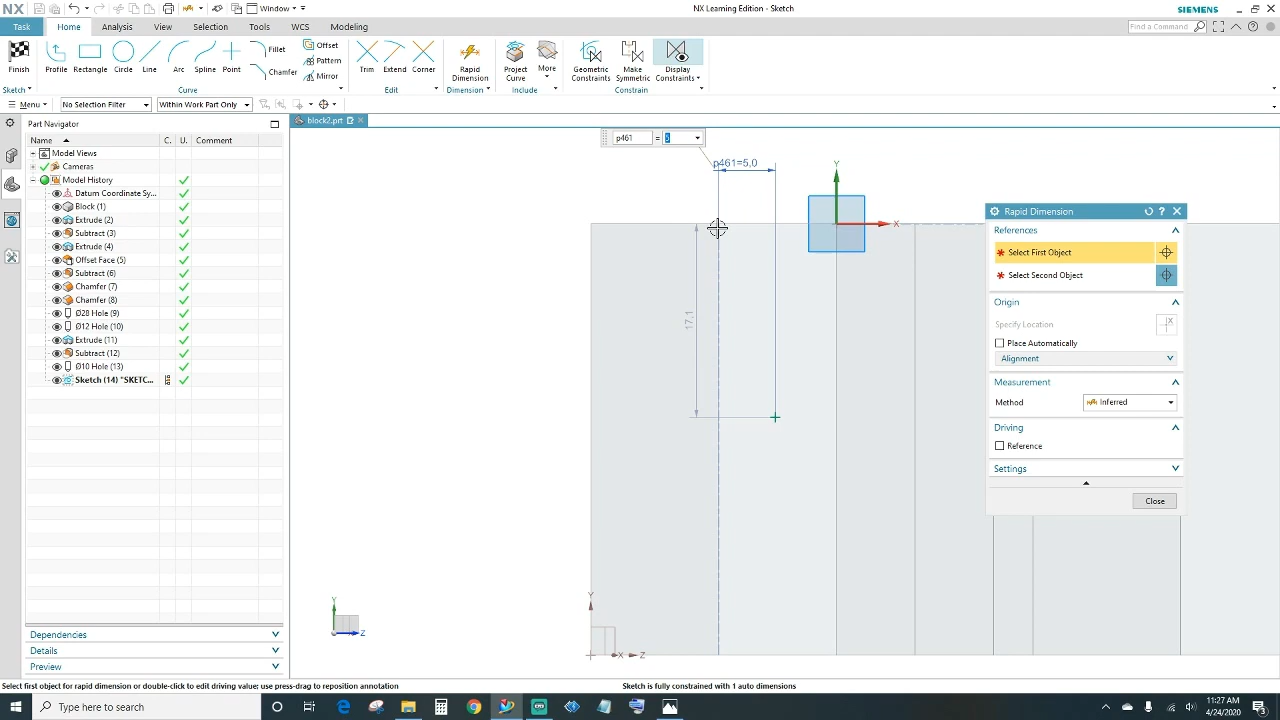 NX
Window
NX Learning Edition - Sketch
SIEMENS
Task
Home
Analysis
View
Selection
Tools
WCS
Modeling
Find a Command
Finish
Profile
Rectangle
Circle
Line
Arc
Spline
Point
Fillet
Chamfer
Offset
Pattern
Mirror
Trim
Extend
Corner
Rapid
Dimension
Project
Curve
More
Geometric
Constraints
Make
Symmetric
Display
Constraints
Sketch
Curve
Edit
Dimension
Include
Constrain
Menu
No Selection Filter
Within Work Part Only
Part Navigator
block2.prt
Name
C.
U.
Comment
Model Views
Cameras
Model History
Datum Coordinate Sy...
Block (1)
Extrude (2)
Subtract (3)
Extrude (4)
Offset Face (5)
Subtract (6)
Chamfer (7)
Chamfer (8)
Ø28 Hole (9)
Ø12 Hole (10)
Extrude (11)
Subtract (12)
Ø10 Hole (13)
Sketch (14) "SKETC...
Dependencies
Details
Preview
p461
=
p461=5,0
17,1
Y
X
Y
Z
Y
X
Z
Rapid Dimension
References
Select First Object
Select Second Object
Origin
Specify Location
Place Automatically
Alignment
Measurement
Method
Inferred
Driving
Reference
Settings
Close
Select first object for rapid dimension or double-click to edit driving value; use press-drag to reposition annotation
Sketch is fully constrained with 1 auto dimensions
Type here to search
11:27 AM
4/24/2020